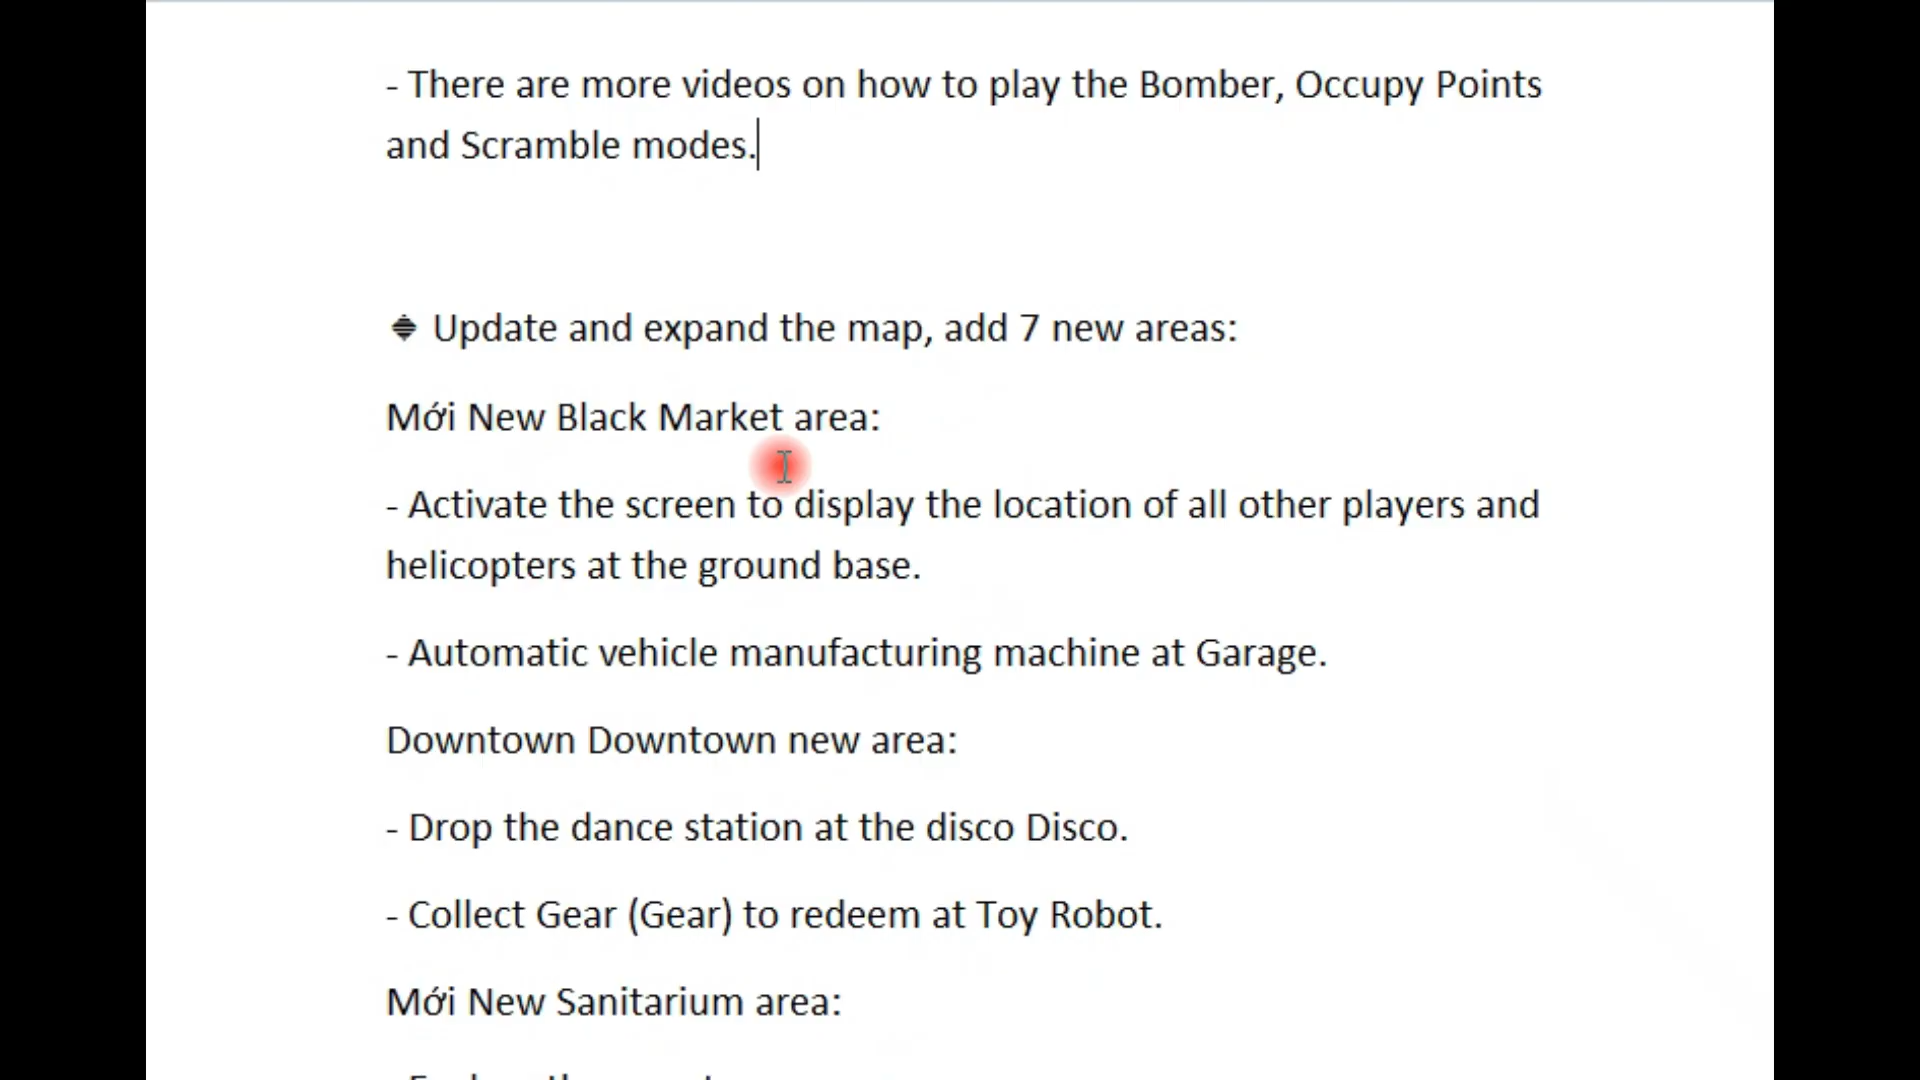 - There are more videos on how to play the Bomber, Occupy Points
and Scramble modes.
Update and expand the map, add 7 new areas:
Mới New Black Market area:
- Activate the screen to display the location of all other players and
helicopters at the ground base.
- Automatic vehicle manufacturing machine at Garage.
Downtown Downtown new area:
- Drop the dance station at the disco Disco.
- Collect Gear (Gear) to redeem at Toy Robot.
Mới New Sanitarium area: